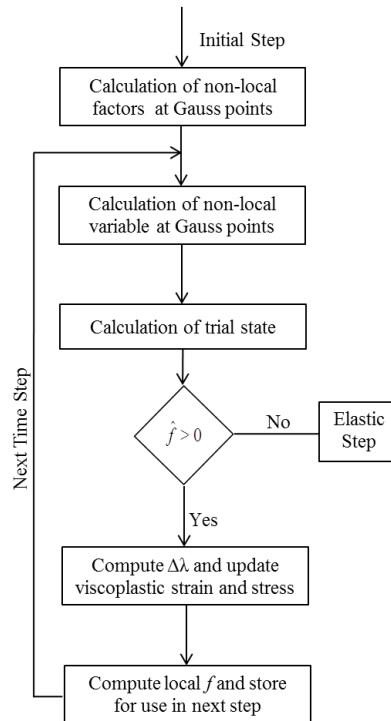 Initial Step
Calculation of non-local
factors at Gauss points
Calculation of non-local
variable at Gauss points
Calculation of trial state
f̂ > 0
No
Elastic
Step
Yes
Compute Δλ and update
viscoplastic strain and stress
Compute local f and store
for use in next step
Next Time Step